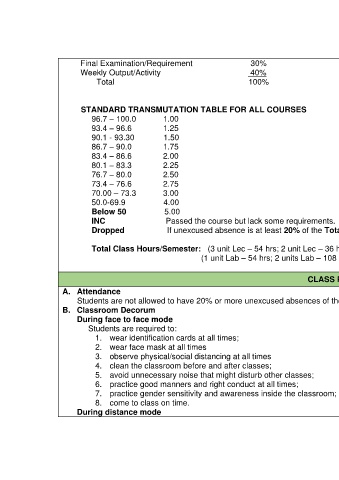 Final Examination/Requirement 30%
Weekly Output/Activity 40%
Total 100%
STANDARD TRANSMUTATION TABLE FOR ALL COURSES
96.7 – 100.0 1.00
93.4 – 96.6 1.25
90.1 - 93.30 1.50
86.7 – 90.0 1.75
83.4 – 86.6 2.00
80.1 – 83.3 2.25
76.7 – 80.0 2.50
73.4 – 76.6 2.75
70.00 – 73.3 3.00
50.0-69.9 4.00
Below 50 5.00
INC Passed the course but lack some requirements.
Dropped If unexcused absence is at least 20% of the Tota
Total Class Hours/Semester: (3 unit Lec – 54 hrs; 2 unit Lec – 36 h
(1 unit Lab – 54 hrs; 2 units Lab – 108
CLASS
A. Attendance
Students are not allowed to have 20% or more unexcused absences of the
B. Classroom Decorum
During face to face mode
Students are required to:
1. wear identification cards at all times;
2. wear face mask at all times
3. observe physical/social distancing at all times
4. clean the classroom before and after classes;
5. avoid unnecessary noise that might disturb other classes;
6. practice good manners and right conduct at all times;
7. practice gender sensitivity and awareness inside the classroom;
8. come to class on time.
During distance mode